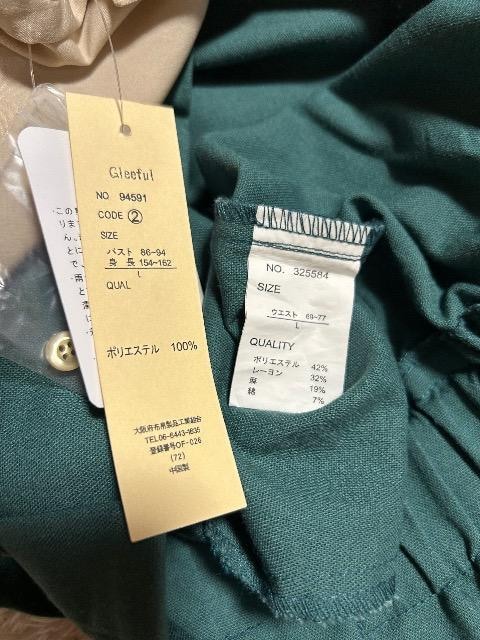 Gleeful
NO 94591
CODE ②
SIZE
バスト 86~94
身 長 154~162
L
QUAL
ポリエステル 100%
大阪府布帛製品工業組合
TEL06-6443-1635
登録番号OF-026
(72)
中国製
NO. 325584
SIZE
ウエスト 69~77
L
QUALITY
ポリエステル 42%
レーヨン 32%
麻 19%
綿 7%